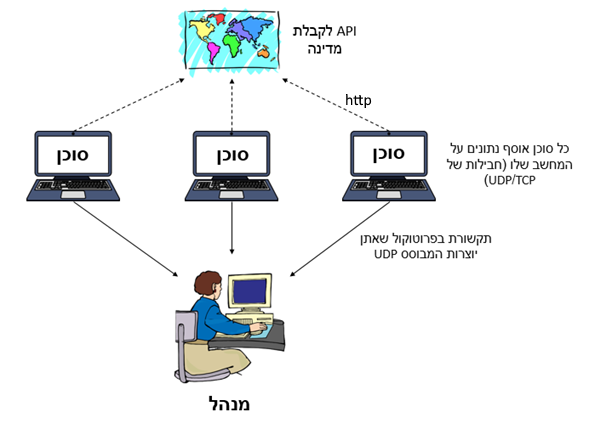 API לקבלת
מדינה
http
סוכן
סוכן
סוכן
כל סוכן אוסף נתונים על
המחשב שלו (חבילות של
UDP/TCP)
תקשורת בפרוטוקול שאתן
יוצרות המבוסס UDP
מנהל